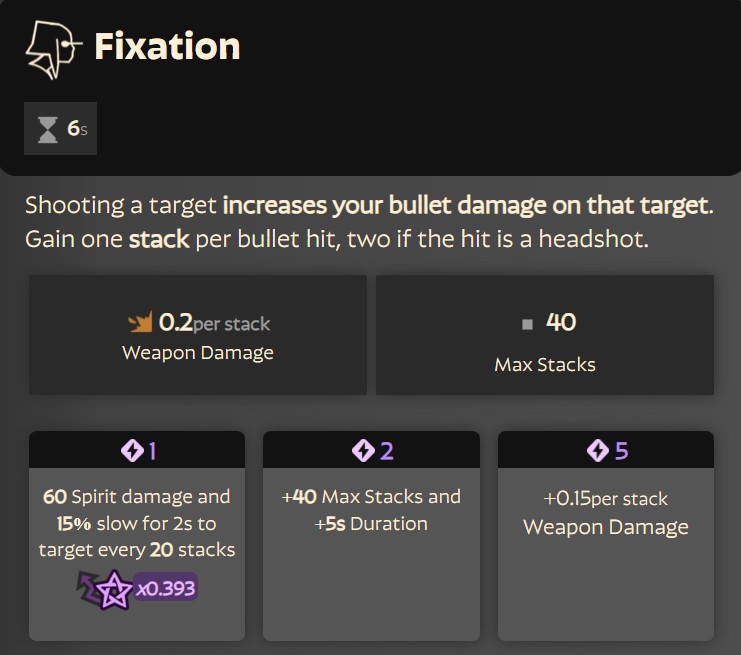 Fixation
6s
Shooting a target increases your bullet damage on that target.
Gain one stack per bullet hit, two if the hit is a headshot.
0.2per stack
Weapon Damage
40
Max Stacks
1
60 Spirit damage and
15% slow for 2s to
target every 20 stacks
x0.393
2
+40 Max Stacks and
+5s Duration
5
+0.15per stack
Weapon Damage